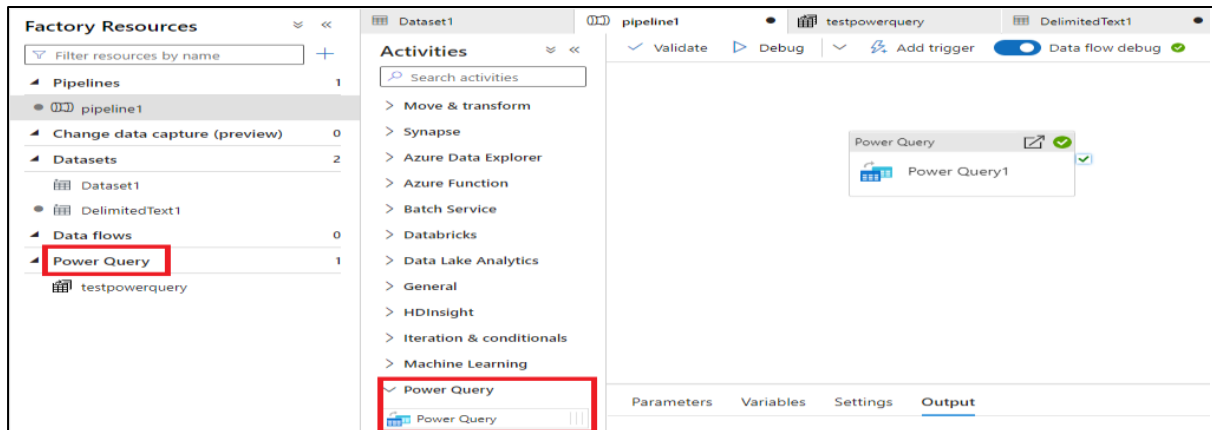 Factory Resources
Filter resources by name
Pipelines 1
pipeline1
Change data capture (preview) 0
Datasets 2
Dataset1
DelimitedText1
Data flows 0
Power Query 1
testpowerquery
Dataset1
pipeline1
testpowerquery
DelimitedText1
Activities
Search activities
Move & transform
Synapse
Azure Data Explorer
Azure Function
Batch Service
Databricks
Data Lake Analytics
General
HDInsight
Iteration & conditionals
Machine Learning
Power Query
Power Query
Validate
Debug
Add trigger
Data flow debug
Power Query
Power Query1
Parameters
Variables
Settings
Output